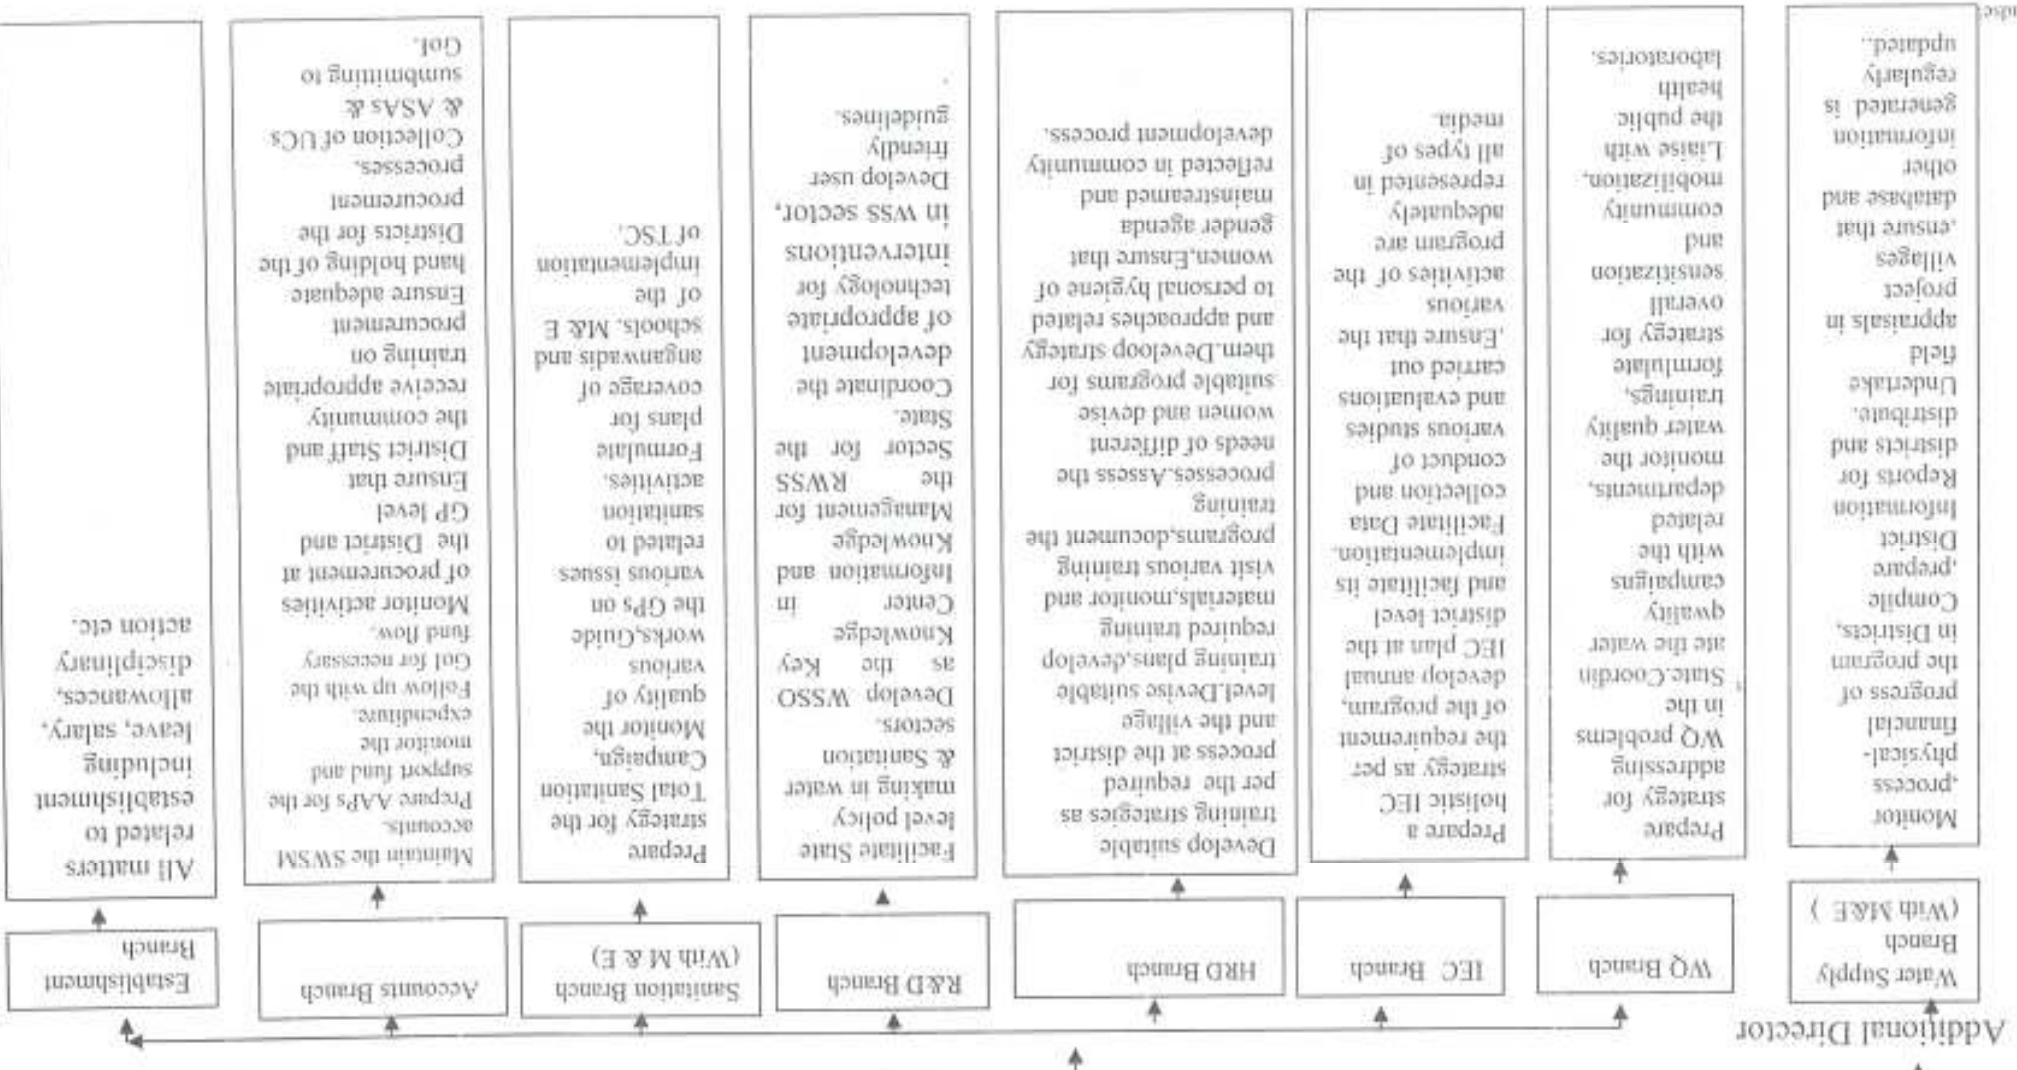 Additional Director
Water Supply
Branch
(With M&E )
WQ Branch
IEC Branch
HRD Branch
R&D Branch
Sanitation Branch
(With M & E)
Accounts Branch
Establishment
Branch
Monitor
,process
physical-
financial
progress of
the program
in Districts,
Compile
,prepare
District
Information
Reports for
districts and
distribute.
Undertake
field
appraisals in
project
villages
,ensure that
database and
other
information
generated is
regularly
updated..
Prepare
strategy for
addressing
WQ problems
in the
State.Coordin
ate the water
qwality
campaigns
with the
related
departments,
monitor the
water quality
trainings,
formulate
strategy for
overall
sensitization
and
community
mobilization,
Liaise with
the public
health
laboratories.
Prepare a
holistic IEC
strategy as per
the requirement
of the program,
develop annual
IEC plan at the
district level
and facilitate its
implementation.
Facilitate Data
collection and
conduct of
various studies
and evaluations
carried out
.Ensure that the
various
activities of the
program are
adequately
represented in
all types of
media.
Develop suitable
training strategies as
per the required
process at the district
and the village
level.Devise suitable
training plans,develop
required training
materials,monitor and
visit various training
programs,document the
training
processes.Assess the
needs of different
women and devise
suitable programs for
them.Develoop strategy
and approaches related
to personal hygiene of
women,Ensure that
gender agenda
mainstreamed and
reflected in community
development process.
Facilitate State
level policy
making in water
& Sanitation
sectors.
Develop WSSO
as the Key
Knowledge
Center in
Information and
Knowledge
Management for
the RWSS
Sector for the
State.
Coordinate the
development
of appropriate
technology for
interventions
in WSS sector,
Develop user
friendly
guidelines.
Prepare
strategy for the
Total Sanitation
Campaign,
Monitor the
quality of
various
works,Guide
the GPs on
various issues
related to
sanitation
activities.
Formulate
plans for
coverage of
anganwadis and
schools. M& E
of the
implementation
of TSC.
Maintain the SWSM
accounts.
Prepare AAPs for the
support fund and
monitor the
expenditure.
Follow up with the
GoI for necessary
fund flow.
Monitor activities
of procurement at
the District and
GP level
Ensure that
District Staff and
the community
receive appropriate
training on
procurement
Ensure adequate
hand holding of the
Districts for the
procurement
processes.
Collection of UCs
& ASAs &
sumbmitting to
GoI.
All matters
related to
establishment
including
leave, salary,
allowances,
disciplinary
action etc.